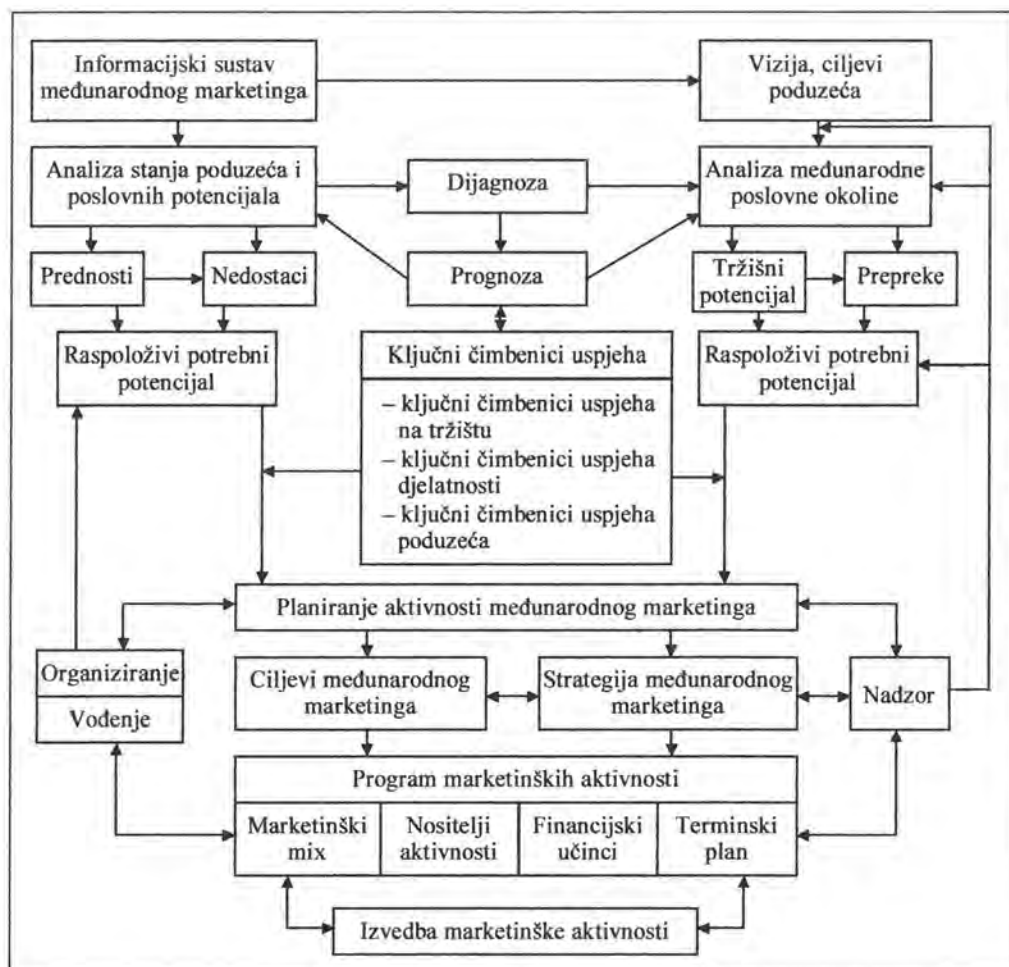 Informacijski sustav
međunarodnog marketinga
Vizija, ciljevi
poduzeća
Analiza stanja poduzeća i
poslovnih potencijala
Dijagnoza
Analiza međunarodne
poslovne okoline
Prednosti
Nedostaci
Prognoza
Tržišni
potencijal
Prepreke
Raspoloživi potrebni
potencijal
Ključni čimbenici uspjeha
– ključni čimbenici uspjeha
na tržištu
– ključni čimbenici uspjeha
djelatnosti
– ključni čimbenici uspjeha
poduzeća
Raspoloživi potrebni
potencijal
Planiranje aktivnosti međunarodnog marketinga
Organiziranje
Vođenje
Ciljevi međunarodnog
marketinga
Strategija međunarodnog
marketinga
Nadzor
Program marketinških aktivnosti
Marketinški
mix
Nositelji
aktivnosti
Financijski
učinci
Terminski
plan
Izvedba marketinške aktivnosti